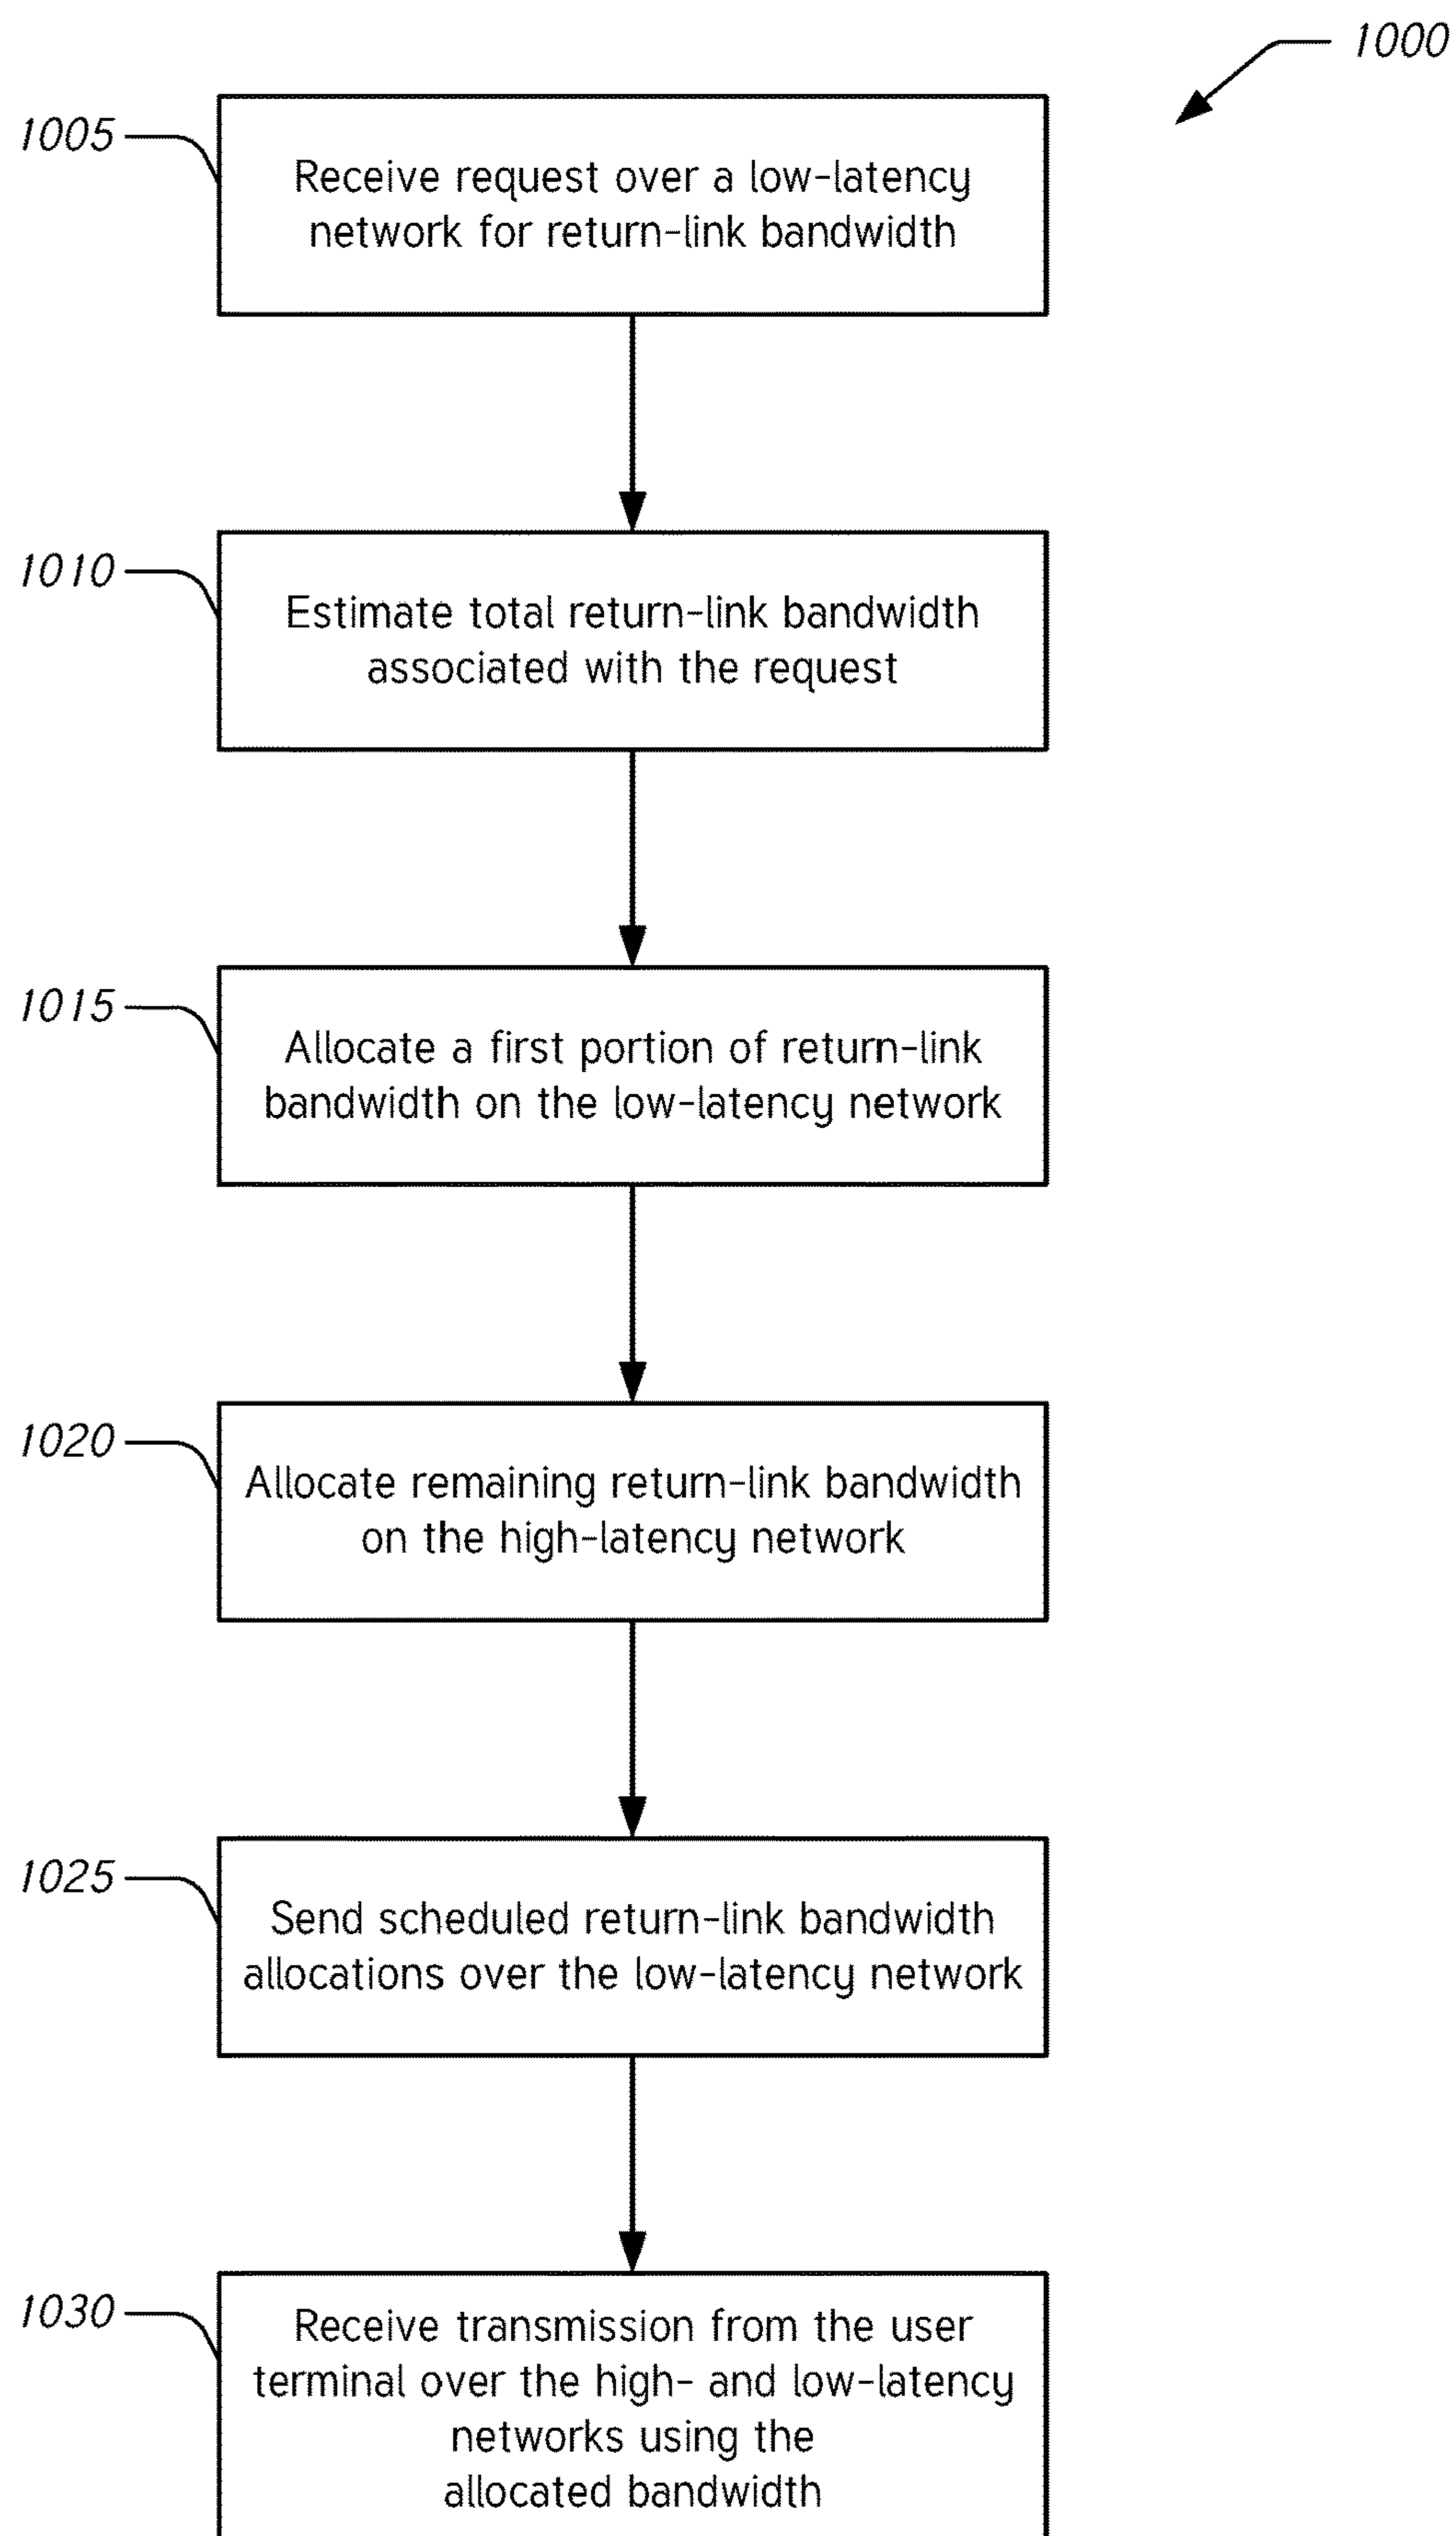 1000
1005
Receive request over a low-latency
network for return-link bandwidth
1010
Estimate total return-link bandwidth
associated with the request
1015
Allocate a first portion of return-link
bandwidth on the low-latency network
1020
Allocate remaining return-link bandwidth
on the high-latency network
1025
Send scheduled return-link bandwidth
allocations over the low-latency network
1030
Receive transmission from the user
terminal over the high- and low-latency
networks using the
allocated bandwidth